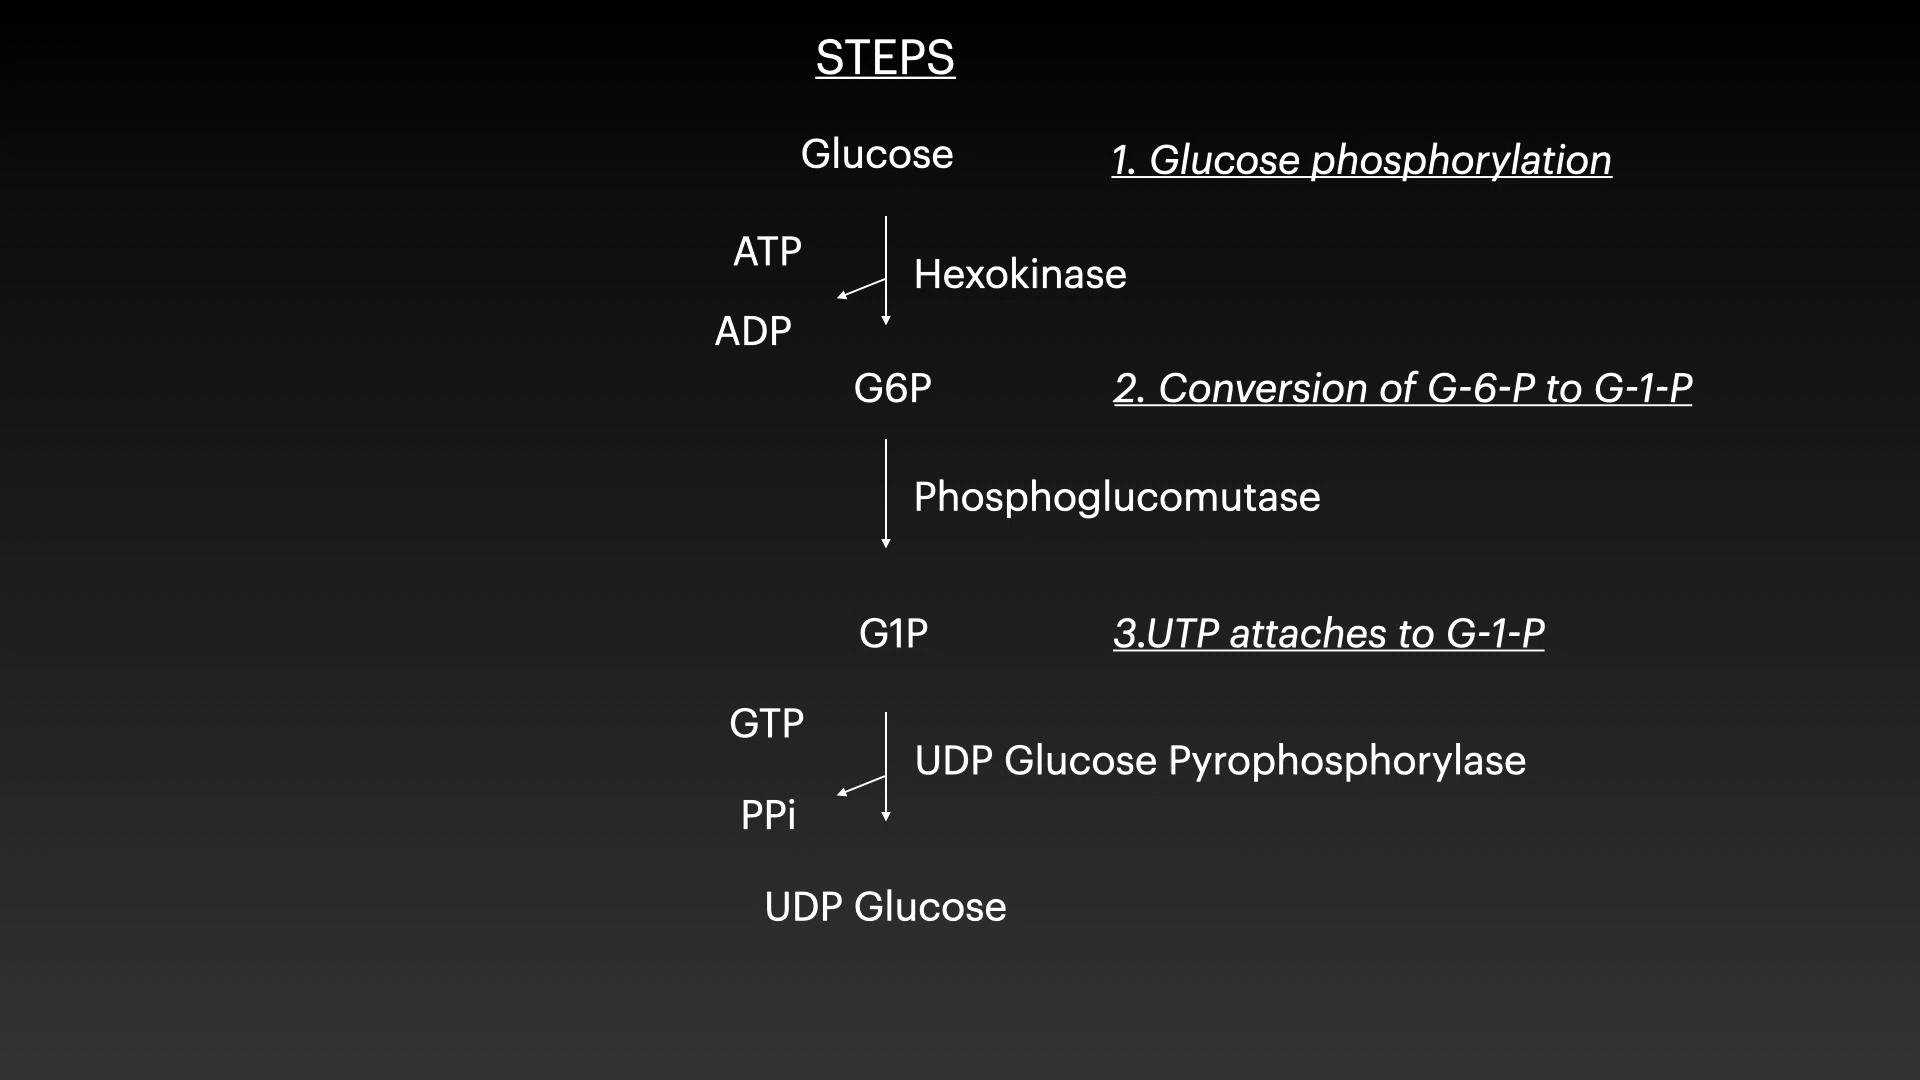 STEPS
Glucose
1. Glucose phosphorylation
ATP
Hexokinase
ADP
G6P
2. Conversion of G-6-P to G-1-P
Phosphoglucomutase
G1P
3.UTP attaches to G-1-P
GTP
UDP Glucose Pyrophosphorylase
PPi
UDP Glucose